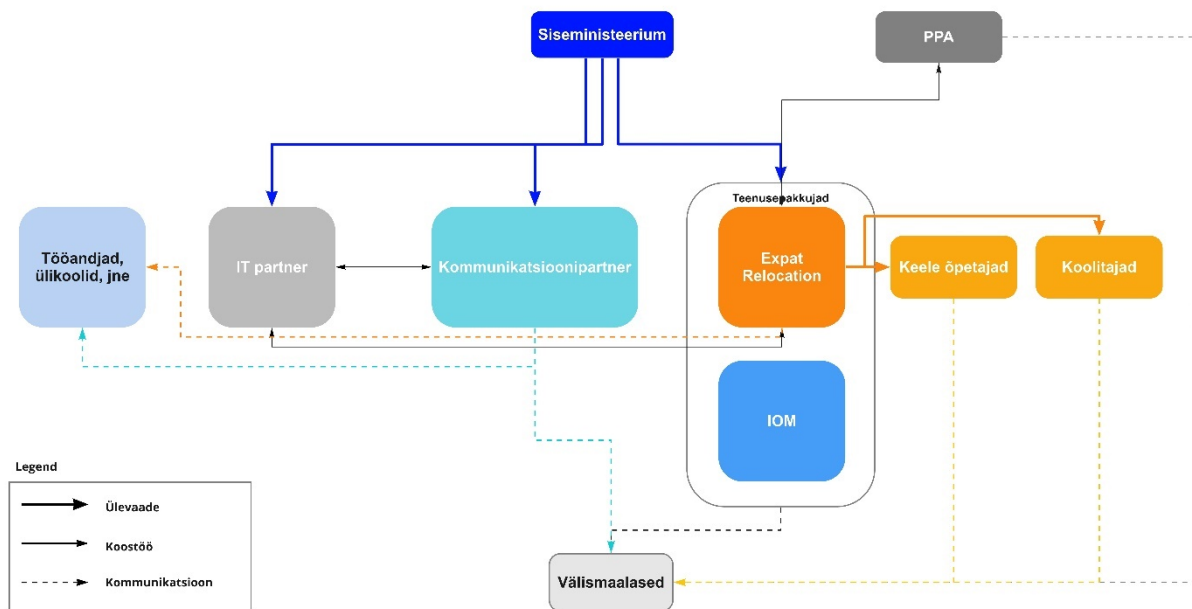 Siseministeerium
PPA
Teenusepakkujad
Tööandjad,
ülikoolid, jne
IT partner
Kommunikatsioonipartner
Expat
Relocation
Keele õpetajad
Koolitajad
IOM
Legend
Ülevaade
Koostöö
Kommunikatsioon
Välismaalased